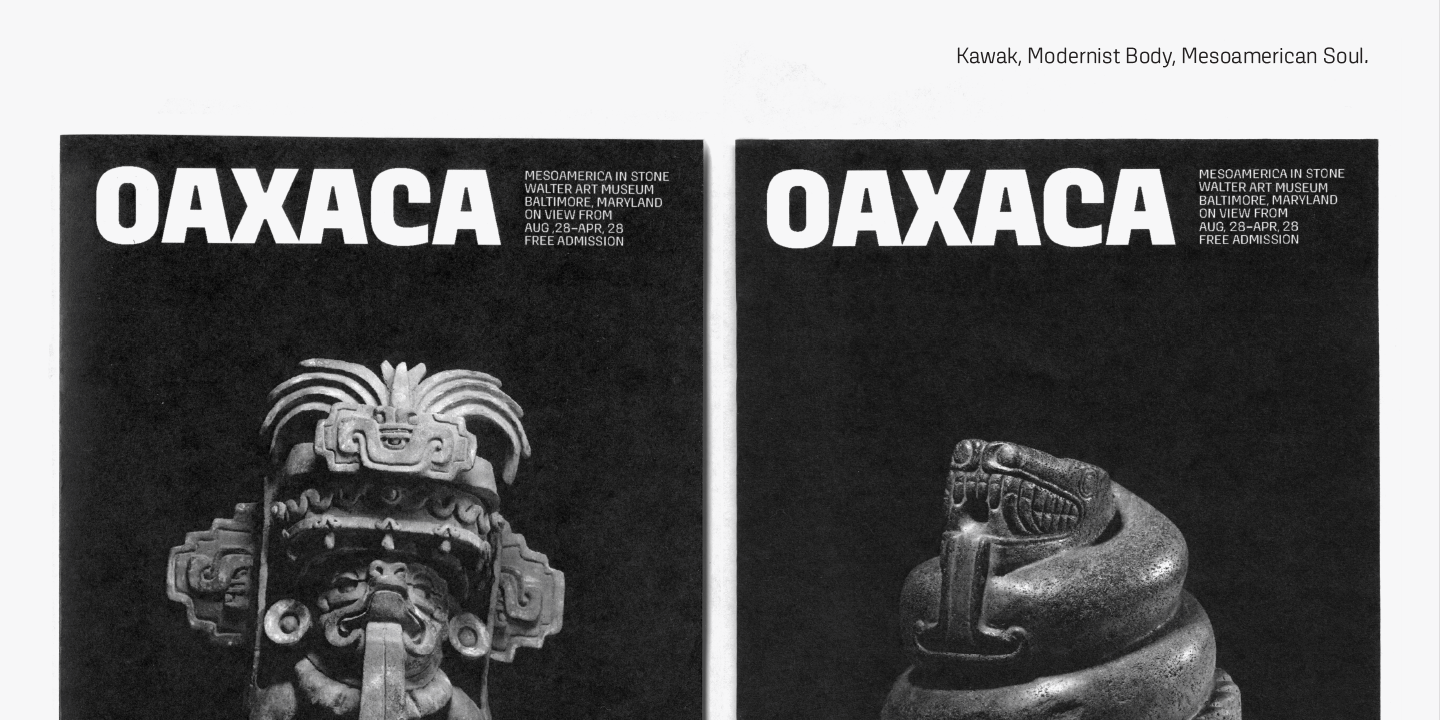 Kawak, Modernist Body, Mesoamerican Soul.
OAXACA
MESOAMERICA IN STONE
WALTER ART MUSEUM
BALTIMORE, MARYLAND
ON VIEW FROM
AUG ,28–APR, 28
FREE ADMISSION
OAXACA
MESOAMERICA IN STONE
WALTER ART MUSEUM
BALTIMORE, MARYLAND
ON VIEW FROM
AUG, 28–APR, 28
FREE ADMISSION